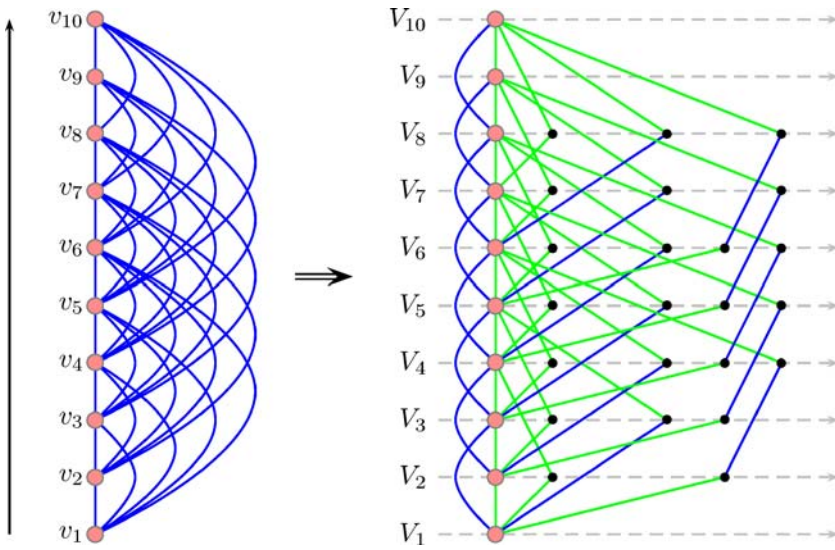 v₁₀ V₁₀
v₉ V₉
v₈ V₈
v₇ V₇
v₆ V₆
v₅ V₅
v₄ V₄
v₃ V₃
v₂ V₂
v₁ V₁